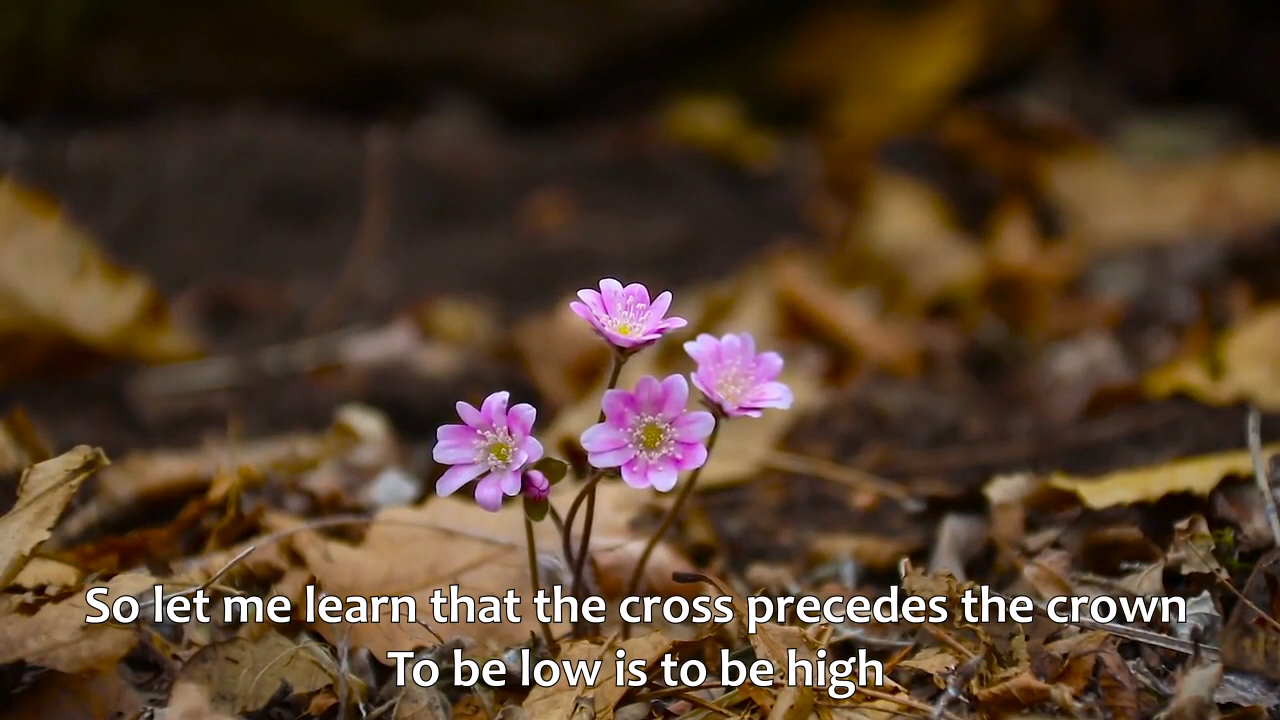 So let me learn that the cross precedes the crown
To be low is to be high